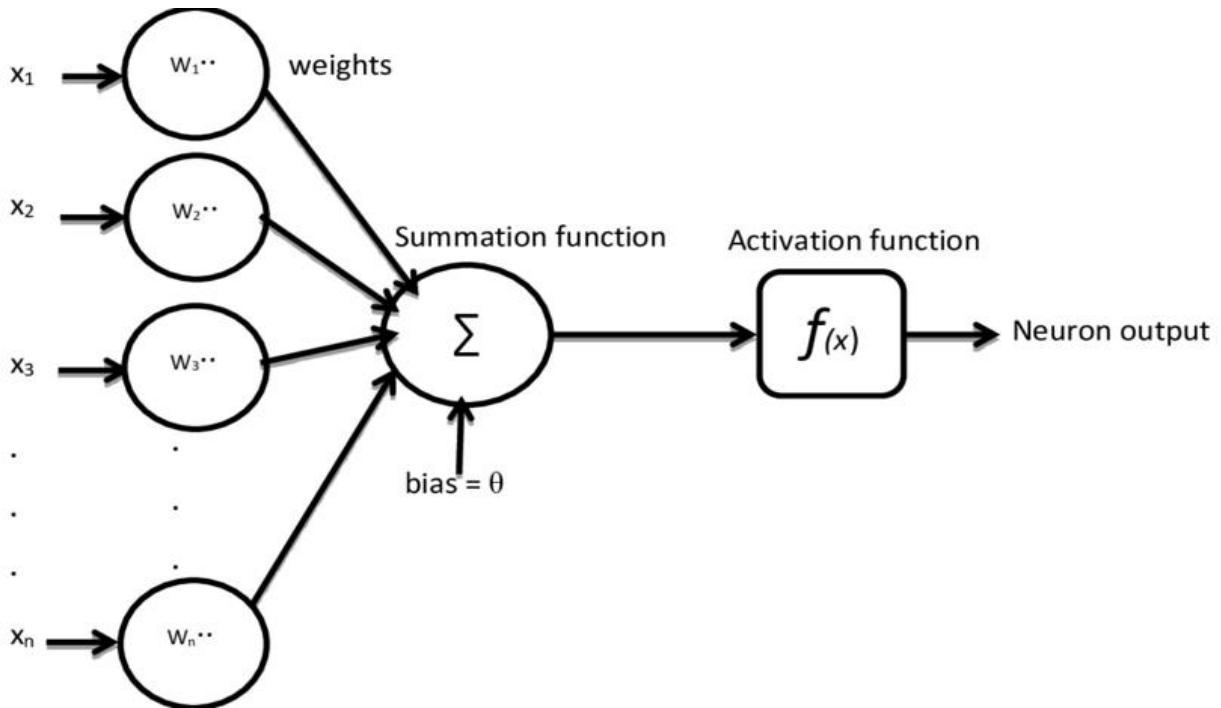 x₁
w₁..
weights
x₂
w₂..
Summation function
Activation function
x₃
w₃..
Σ
f(x)
Neuron output
bias = θ
xₙ
wₙ..